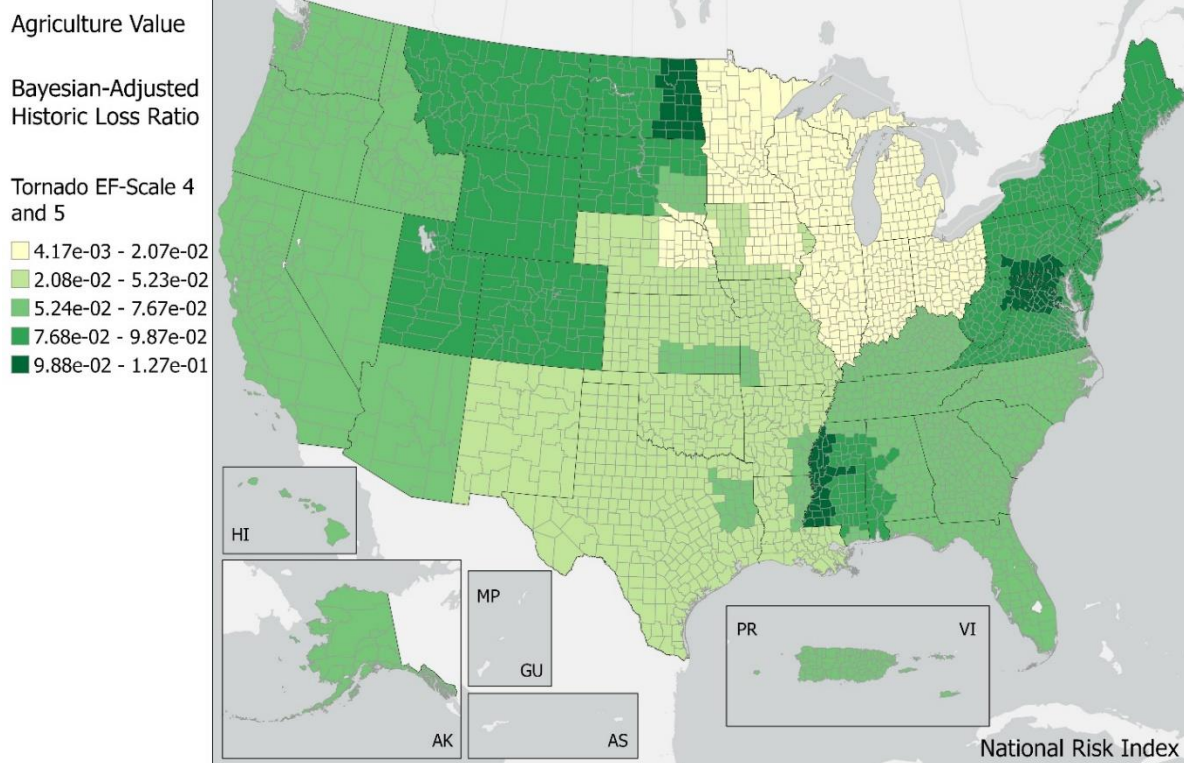 Agriculture Value
Bayesian-Adjusted
Historic Loss Ratio
Tornado EF-Scale 4
and 5
4.17e-03 - 2.07e-02
2.08e-02 - 5.23e-02
5.24e-02 - 7.67e-02
7.68e-02 - 9.87e-02
9.88e-02 - 1.27e-01
HI
AK
MP
GU
AS
PR
VI
National Risk Index